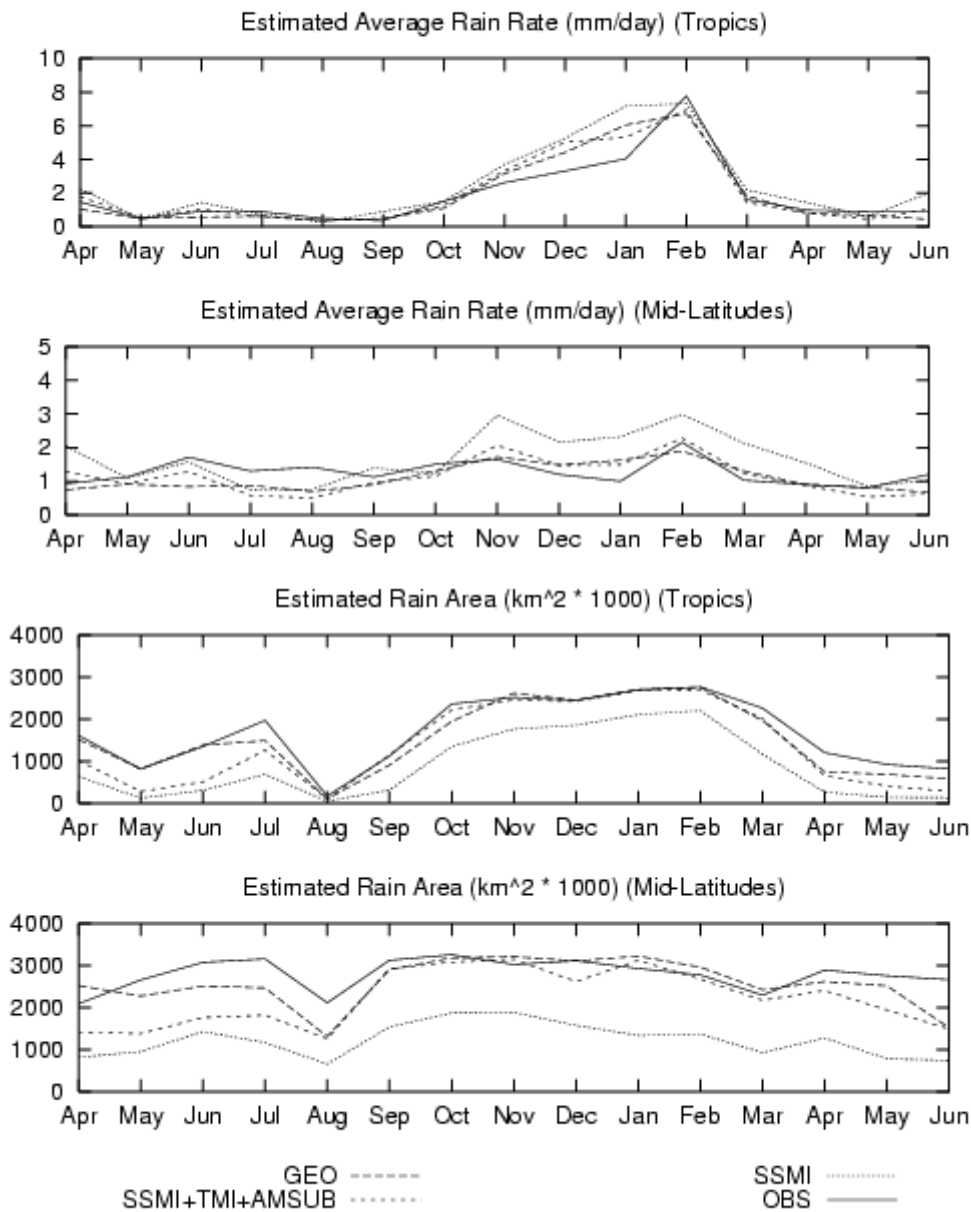 Estimated Average Rain Rate (mm/day) (Tropics)
10
8
6
4
2
0
Apr May Jun Jul Aug Sep Oct Nov Dec Jan Feb Mar Apr May Jun
Estimated Average Rain Rate (mm/day) (Mid-Latitudes)
5
4
3
2
1
0
Apr May Jun Jul Aug Sep Oct Nov Dec Jan Feb Mar Apr May Jun
Estimated Rain Area (km^2 * 1000) (Tropics)
4000
3000
2000
1000
0
Apr May Jun Jul Aug Sep Oct Nov Dec Jan Feb Mar Apr May Jun
Estimated Rain Area (km^2 * 1000) (Mid-Latitudes)
4000
3000
2000
1000
0
Apr May Jun Jul Aug Sep Oct Nov Dec Jan Feb Mar Apr May Jun
GEO SSMI
SSMI+TMI+AMSUB OBS